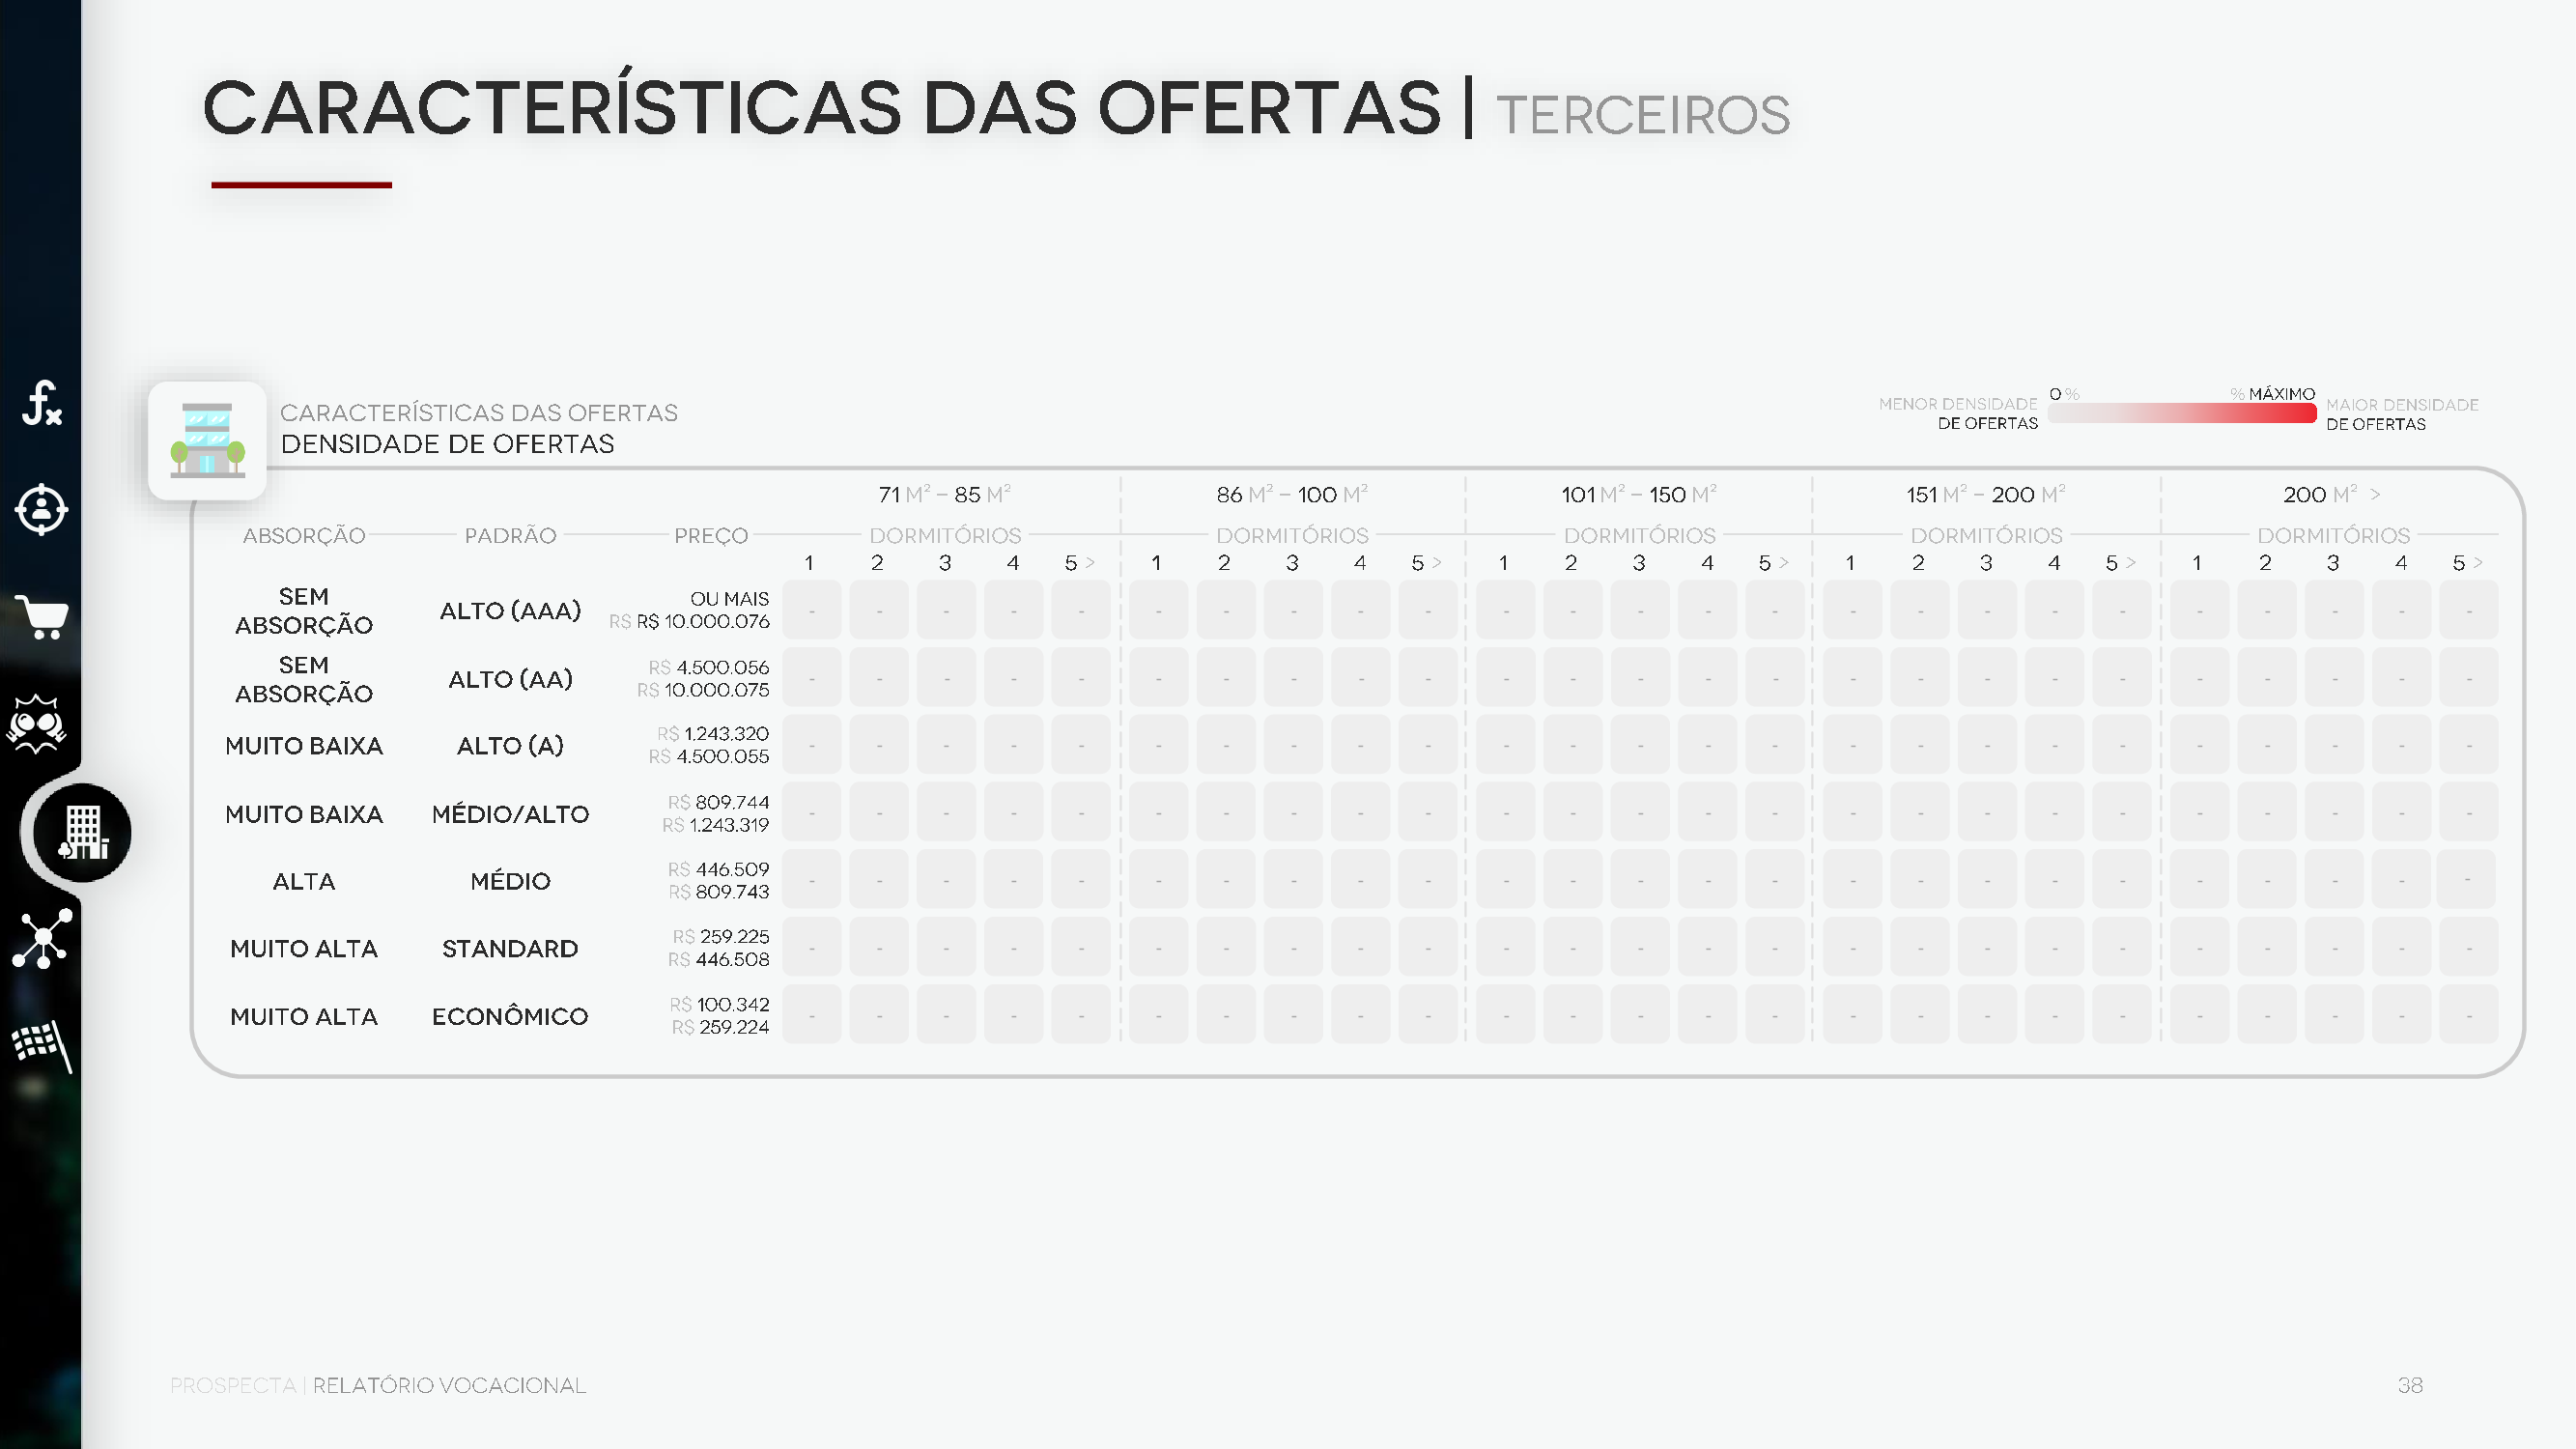 CARACTERÍSTICAS DAS OFERTAS | TERCEIROS
CARACTERÍSTICAS DAS OFERTAS
DENSIDADE DE OFERTAS
MENOR DENSIDADE
DE OFERTAS
0 %
% MÁXIMO
MAIOR DENSIDADE
DE OFERTAS
71 M² - 85 M² 86 M² - 100 M² 101 M² - 150 M² 151 M² - 200 M² 200 M² >
ABSORÇÃO PADRÃO PREÇO DORMITÓRIOS DORMITÓRIOS DORMITÓRIOS DORMITÓRIOS DORMITÓRIOS
1 2 3 4 5 > 1 2 3 4 5 > 1 2 3 4 5 > 1 2 3 4 5 > 1 2 3 4 5 >
SEM
ABSORÇÃO
ALTO (AAA)
OU MAIS
R$ R$ 10.000.076
- - - - - - - - - - - - - - - - - - - - - - - - -
SEM
ABSORÇÃO
ALTO (AA)
R$ 4.500.056
R$ 10.000.075
- - - - - - - - - - - - - - - - - - - - - - - - -
MUITO BAIXA
ALTO (A)
R$ 1.243.320
R$ 4.500.055
- - - - - - - - - - - - - - - - - - - - - - - - -
MUITO BAIXA
MÉDIO/ALTO
R$ 809.744
R$ 1.243.319
- - - - - - - - - - - - - - - - - - - - - - - - -
ALTA
MÉDIO
R$ 446.509
R$ 809.743
- - - - - - - - - - - - - - - - - - - - - - - - -
MUITO ALTA
STANDARD
R$ 259.225
R$ 446.508
- - - - - - - - - - - - - - - - - - - - - - - - -
MUITO ALTA
ECONÔMICO
R$ 100.342
R$ 259.224
- - - - - - - - - - - - - - - - - - - - - - - - -
PROSPECTA | RELATÓRIO VOCACIONAL
38